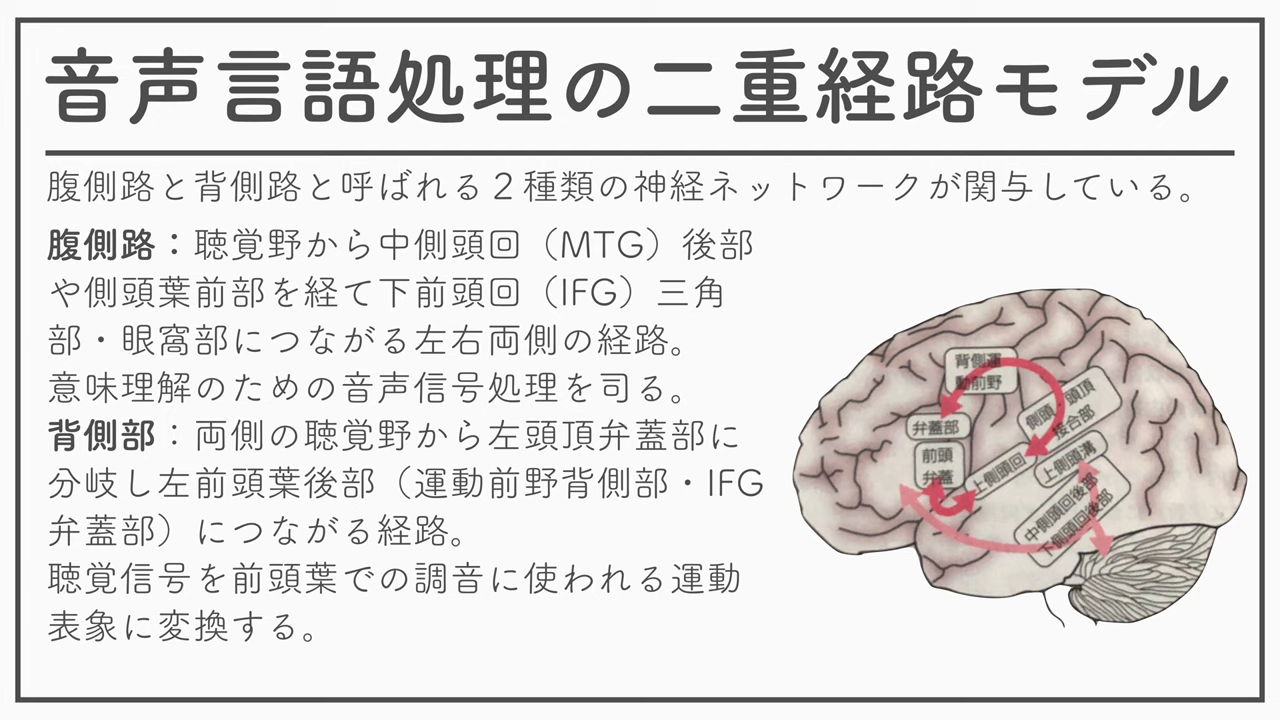 音声言語処理の二重経路モデル
腹側路と背側路と呼ばれる２種類の神経ネットワークが関与している。
腹側路：聴覚野から中側頭回（MTG）後部
や側頭葉前部を経て下前頭回（IFG）三角
部・眼窩部につながる左右両側の経路。
意味理解のための音声信号処理を司る。
背側部：両側の聴覚野から左頭頂弁蓋部に
分岐し左前頭葉後部（運動前野背側部・IFG
弁蓋部）につながる経路。
聴覚信号を前頭葉での調音に使われる運動
表象に変換する。
背側運
動前野
側頭・頭頂
接合部
弁蓋部
前頭
弁蓋
上側頭回
上側頭溝
中側頭回後部
下側頭回後部